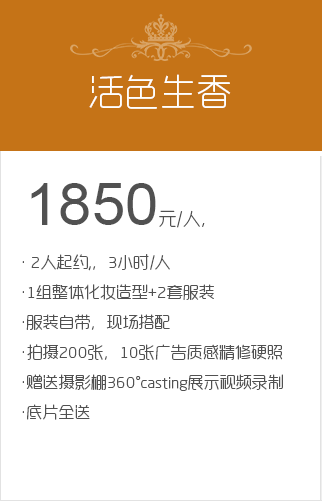 活色生香
1850元/人,
· 2人起约,, 3小时/人
·1组整体化妆造型+2套服装
·服装自带，现场搭配
·拍摄200张，10张广告质感精修硬照
·赠送摄影棚360°casting展示视频录制
·底片全送